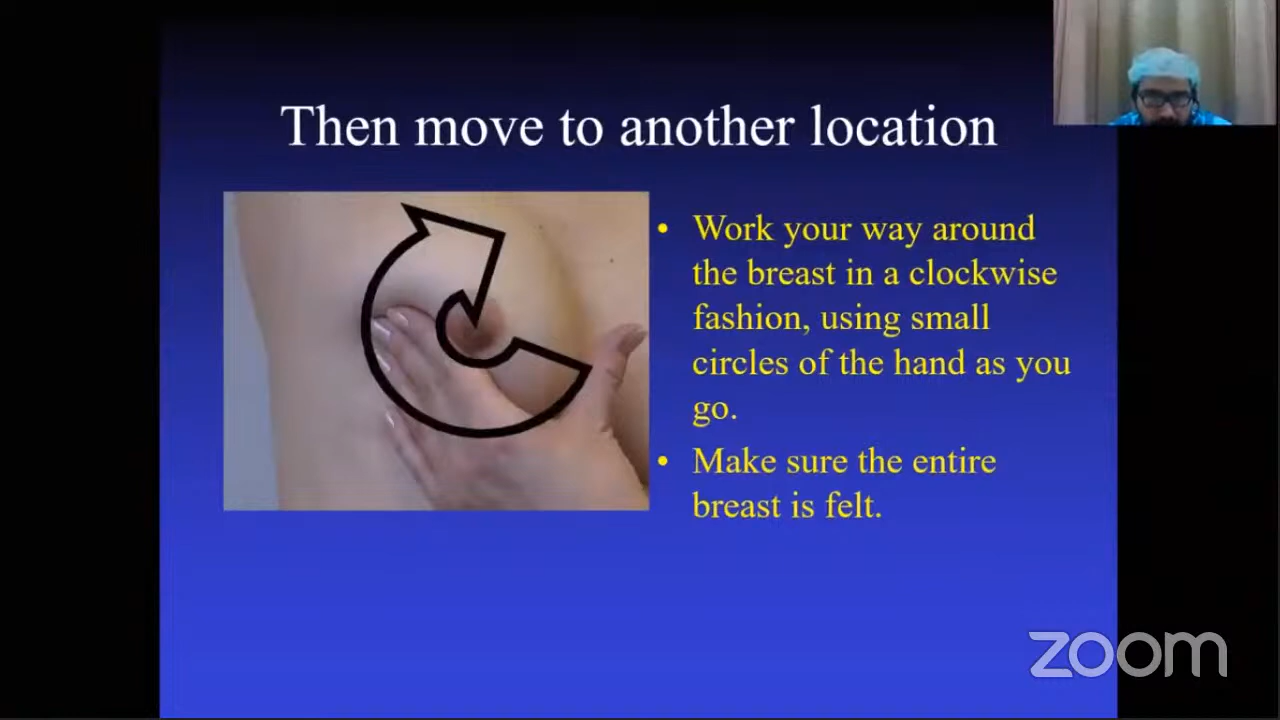 Then move to another location
• Work your way around
the breast in a clockwise
fashion, using small
circles of the hand as you
go.
• Make sure the entire
breast is felt.
zoom